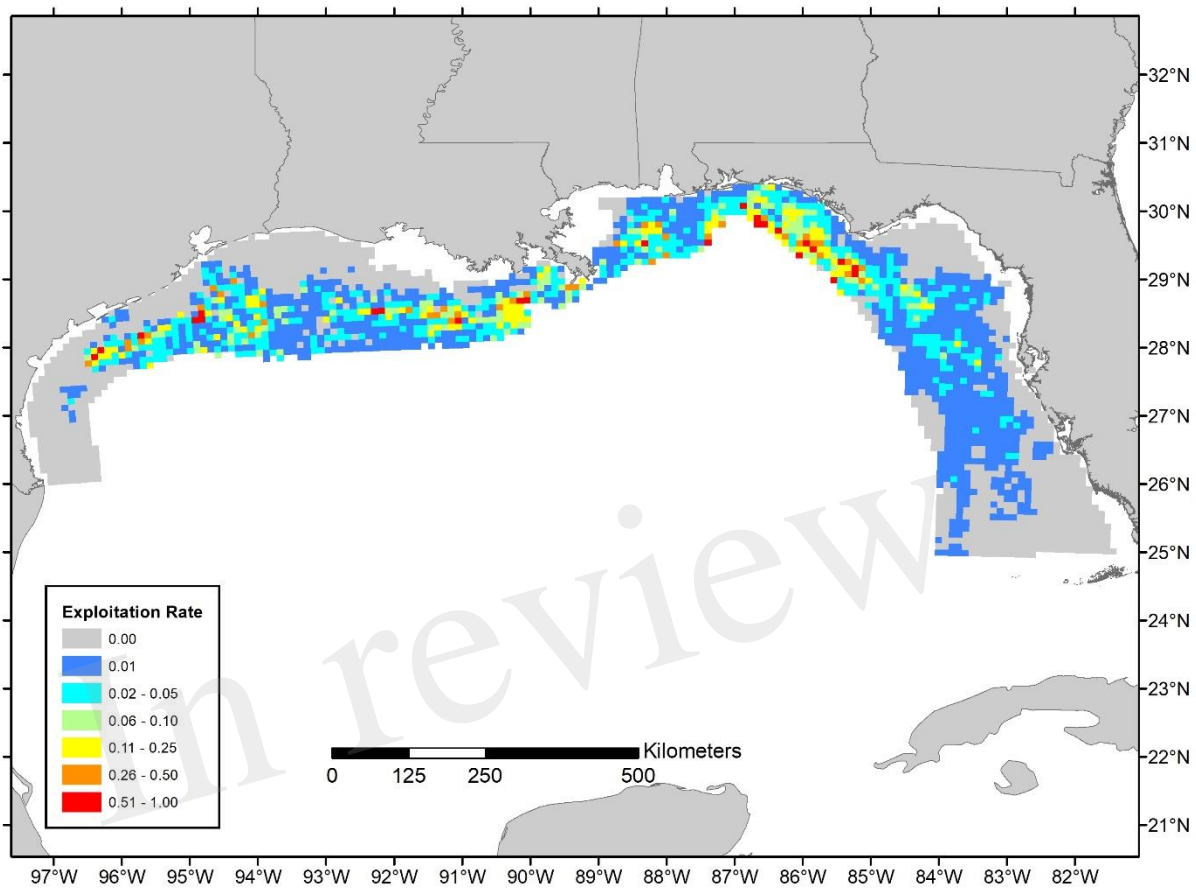 32°N
31°N
30°N
29°N
28°N
27°N
26°N
25°N
24°N
23°N
22°N
21°N
Exploitation Rate
0.00
0.01
0.02 - 0.05
0.06 - 0.10
0.11 - 0.25
0.26 - 0.50
0.51 - 1.00
In review
Kilometers
0 125 250 500
97°W 96°W 95°W 94°W 93°W 92°W 91°W 90°W 89°W 88°W 87°W 86°W 85°W 84°W 83°W 82°W